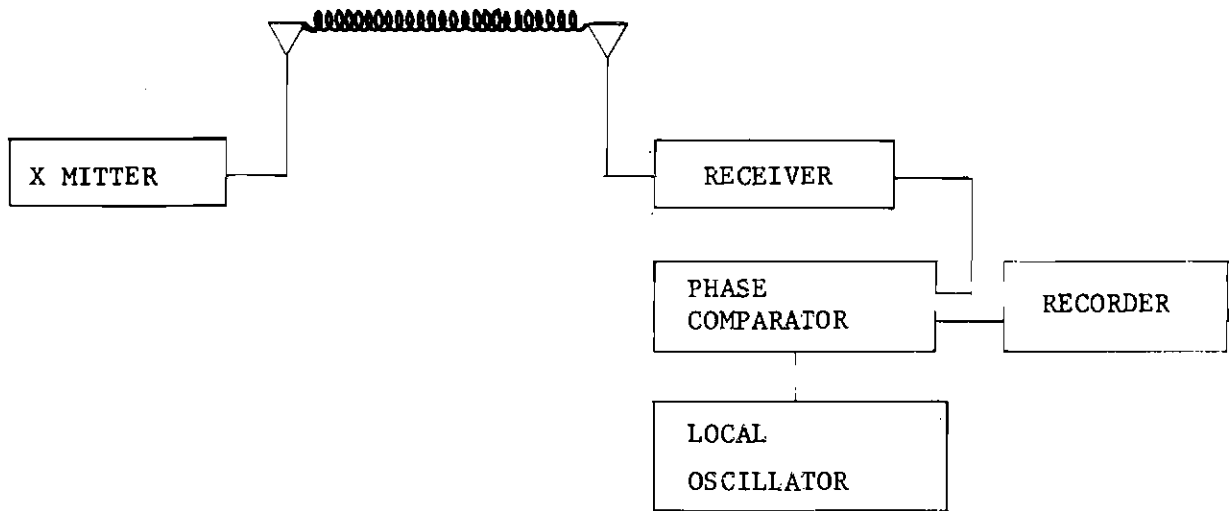 X MITTER
RECEIVER
PHASE
COMPARATOR
RECORDER
LOCAL
OSCILLATOR